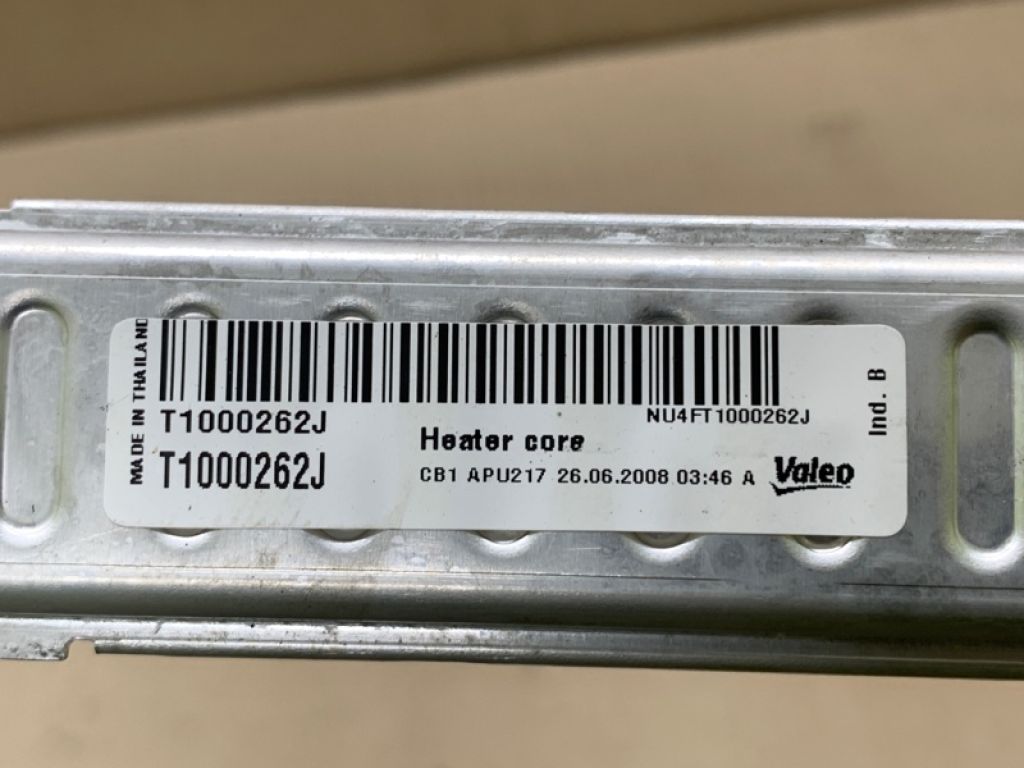 MADE IN THAILAND
T1000262J
NU4FT1000262J
T1000262J
Heater core
CB1 APU217 26.06.2008 03:46 A
Valeo
Ind. B